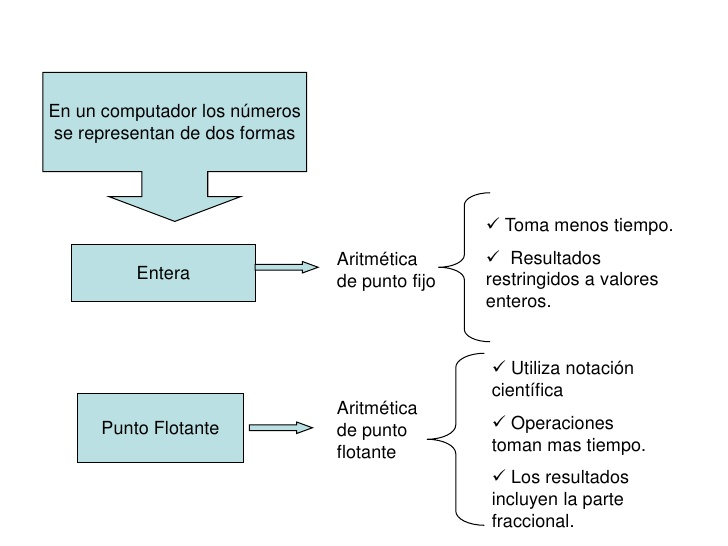 En un computador los números
se representan de dos formas
Entera
Aritmética
de punto fijo
✓ Toma menos tiempo.
✓ Resultados
restringidos a valores
enteros.
Punto Flotante
Aritmética
de punto
flotante
✓ Utiliza notación
científica
✓ Operaciones
toman mas tiempo.
✓ Los resultados
incluyen la parte
fraccional.